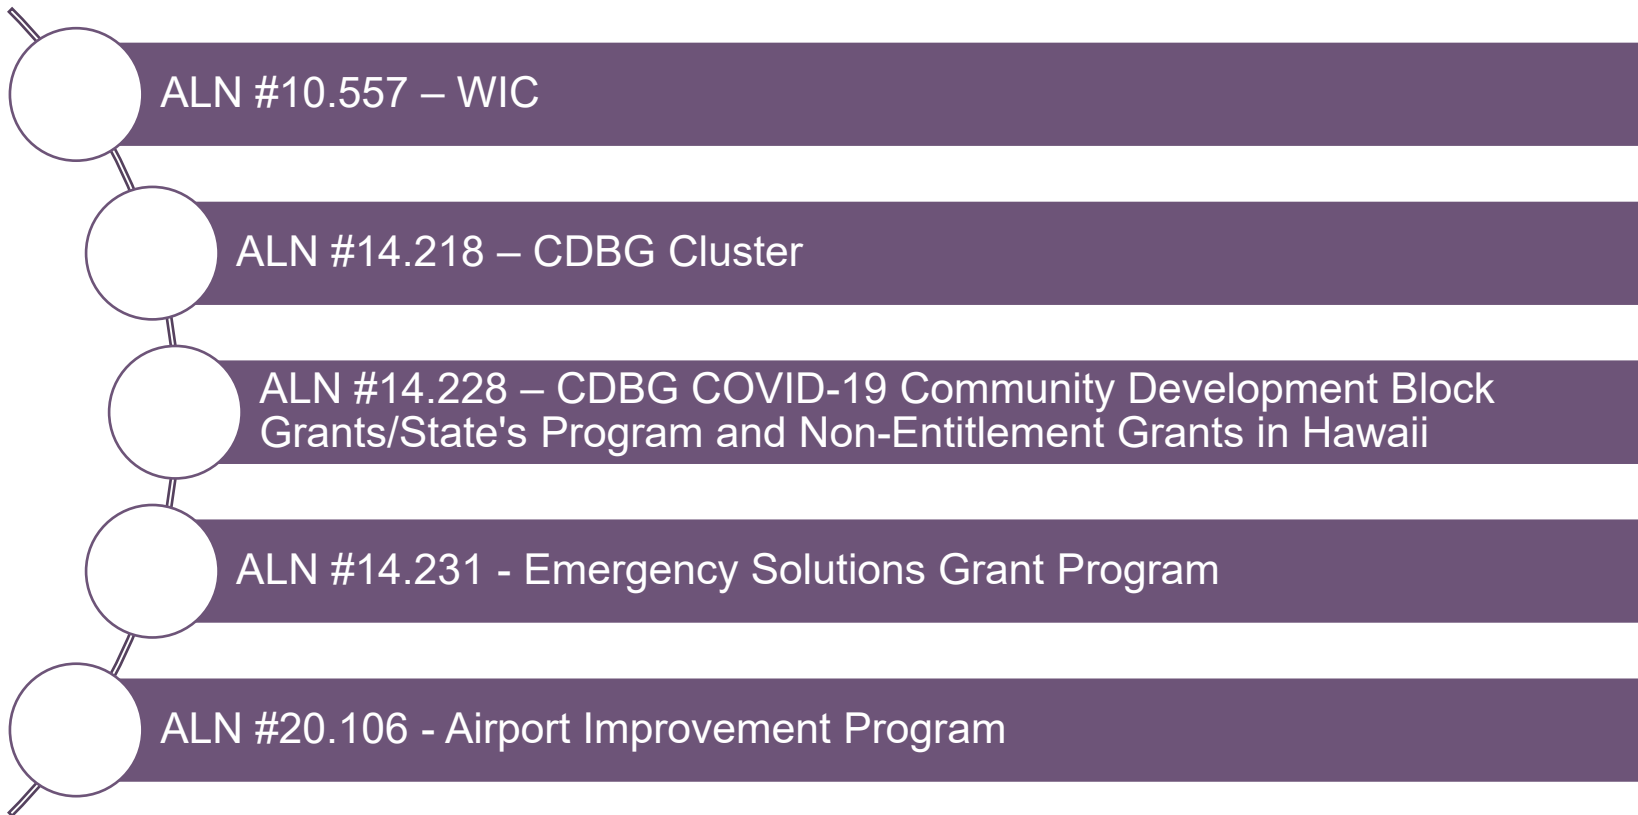 ALN #10.557 – WIC
ALN #14.218 – CDBG Cluster
ALN #14.228 – CDBG COVID-19 Community Development Block
Grants/State's Program and Non-Entitlement Grants in Hawaii
ALN #14.231 - Emergency Solutions Grant Program
ALN #20.106 - Airport Improvement Program